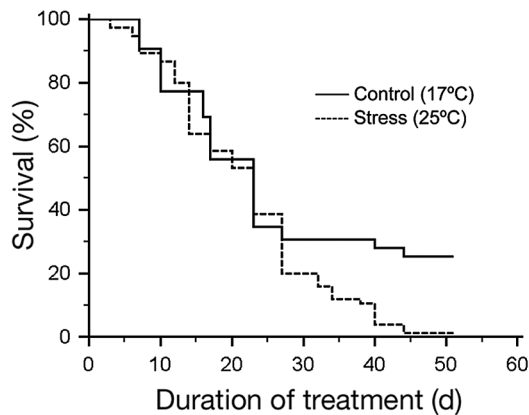 100
80
60
40
20
0
Survival (%)
Control (17ºC)
Stress (25ºC)
0 10 20 30 40 50 60
Duration of treatment (d)